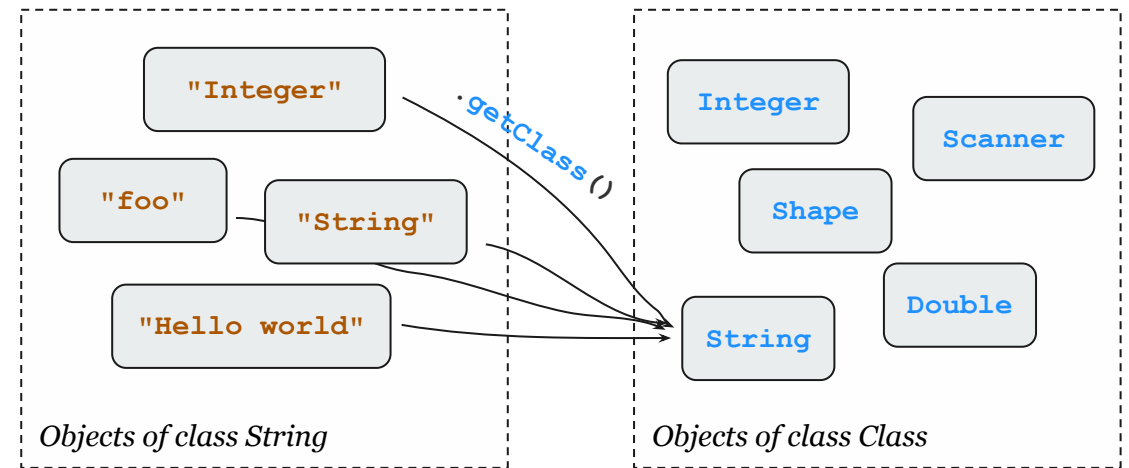 "Integer"
"foo"
"String"
"Hello world"
Objects of class String
.getClass()
Integer
Scanner
Shape
Double
String
Objects of class Class